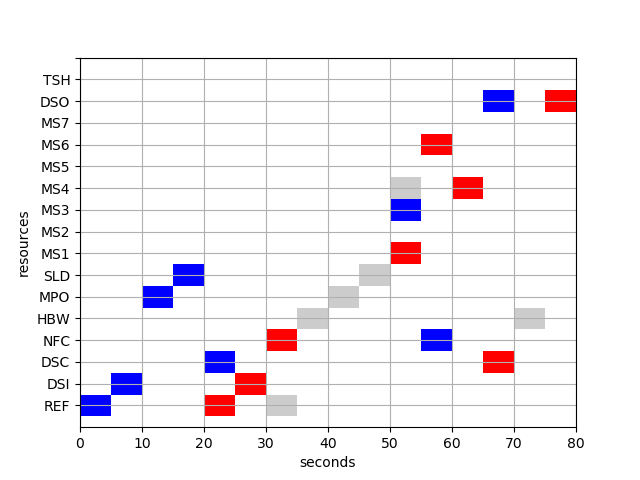 TSH
DSO
MS7
MS6
MS5
MS4
MS3
MS2
MS1
SLD
MPO
HBW
NFC
DSC
DSI
REF
resources
0 10 20 30 40 50 60 70 80
seconds